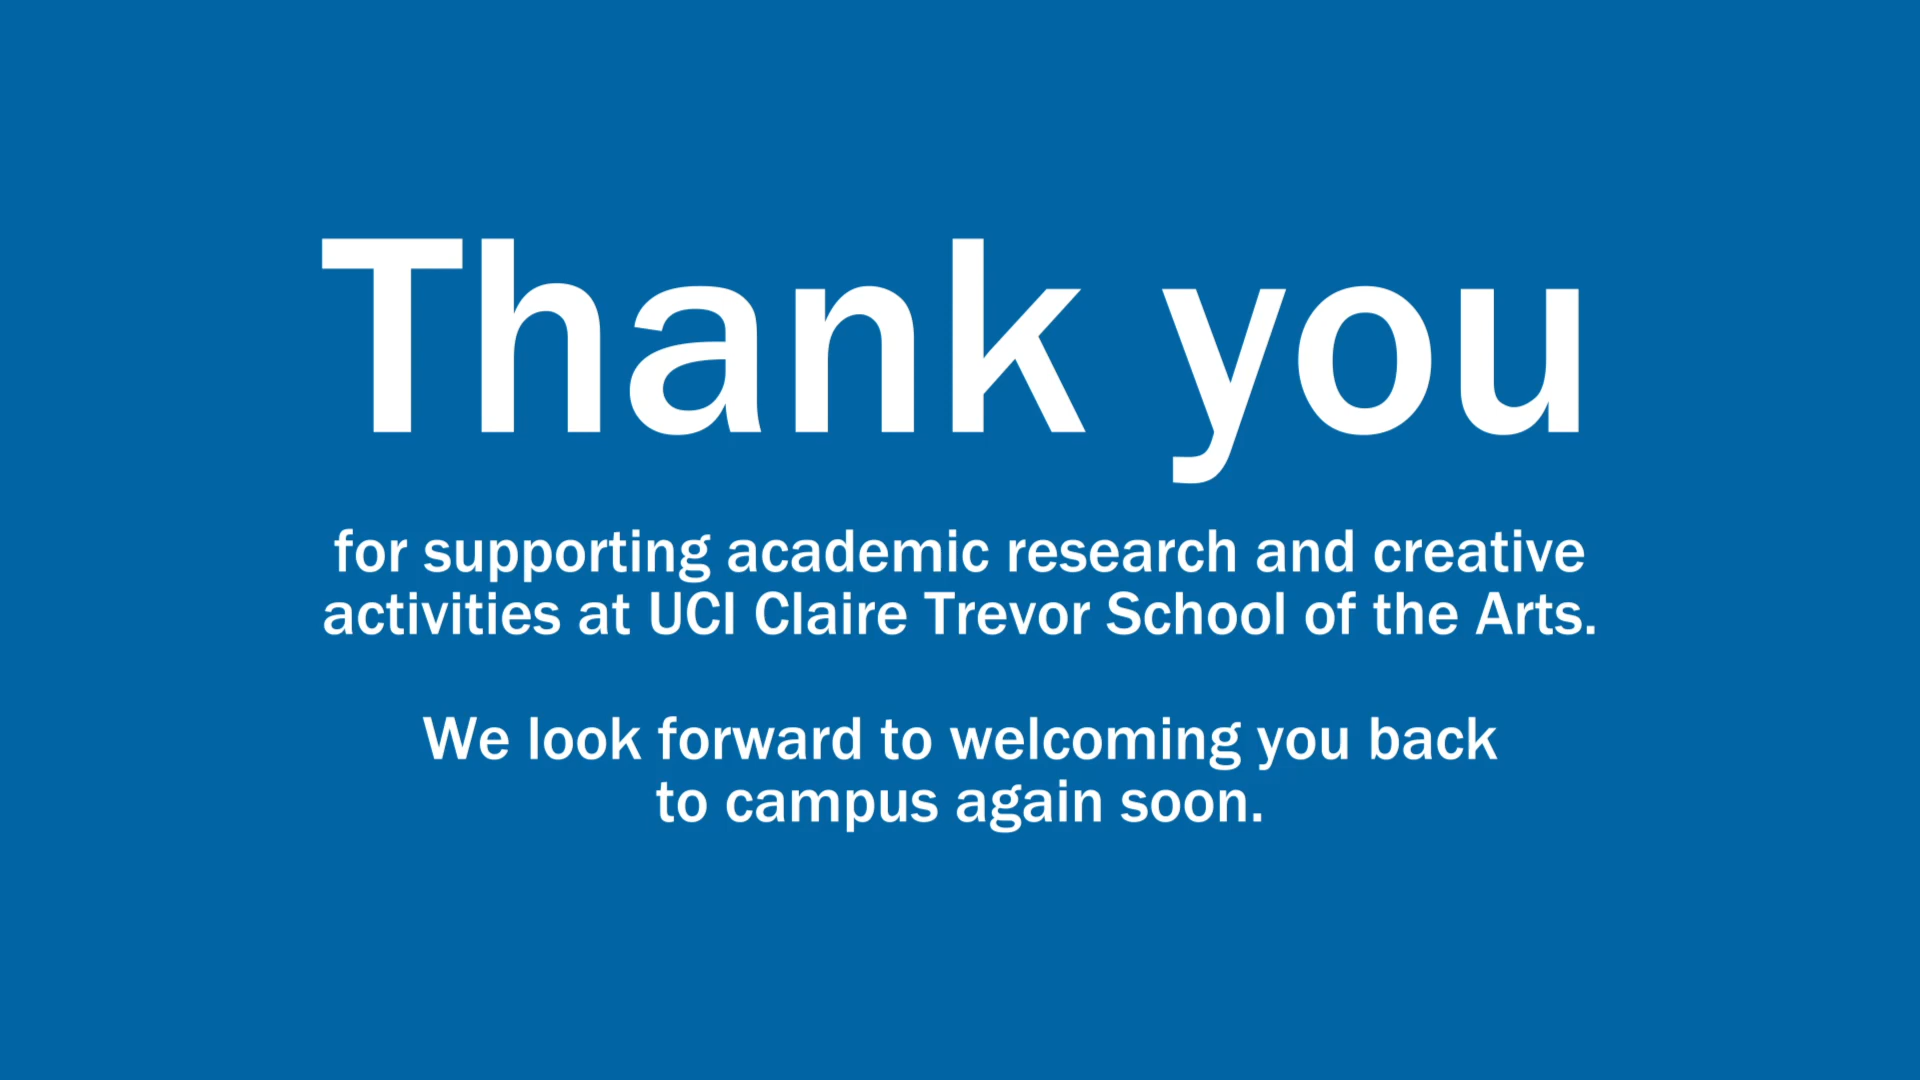 Thank you
for supporting academic research and creative
activities at UCI Claire Trevor School of the Arts.
We look forward to welcoming you back
to campus again soon.